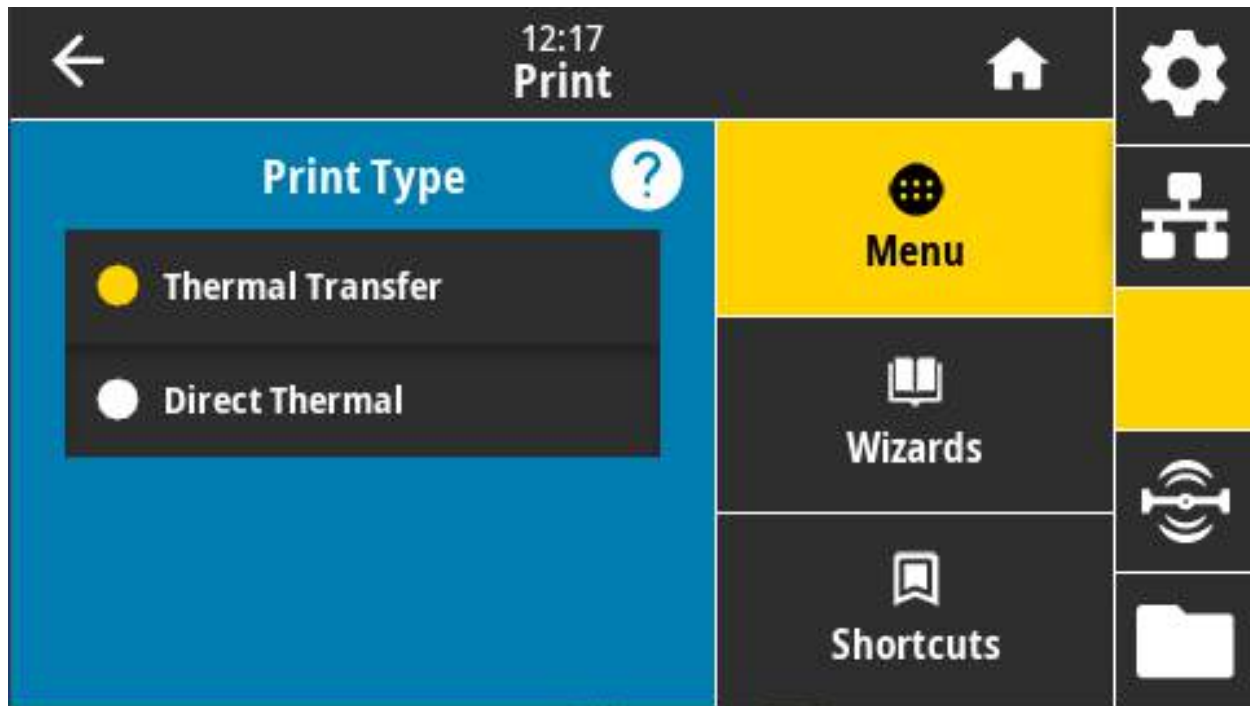 12:17
Print
Print Type
?
Thermal Transfer
Direct Thermal
Menu
Wizards
Shortcuts